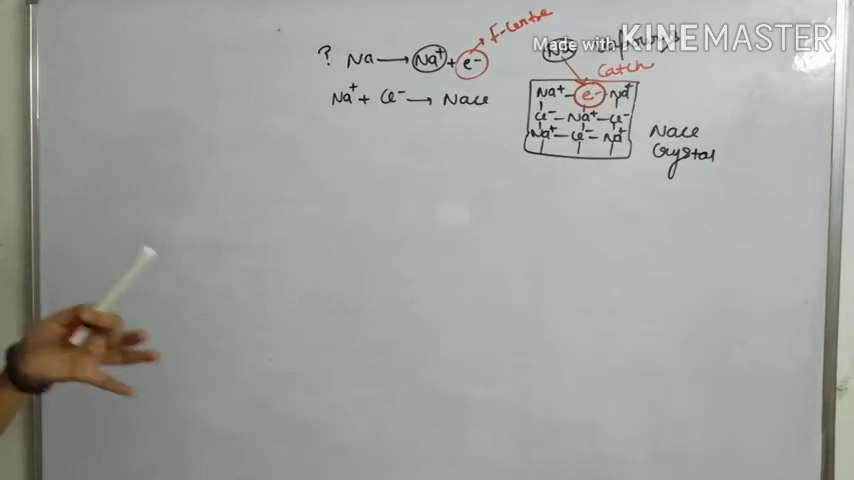 F-centre
? Na → Na⁺ + e⁻
Na⁺ + Cl⁻ → NaCl
Made with KINEMASTER
Catch
Na⁺ - e⁻ - Na⁺
Cl⁻ - Na⁺ - Cl⁻
Na⁺ - Cl⁻ - Na⁺
NaCl
Crystal